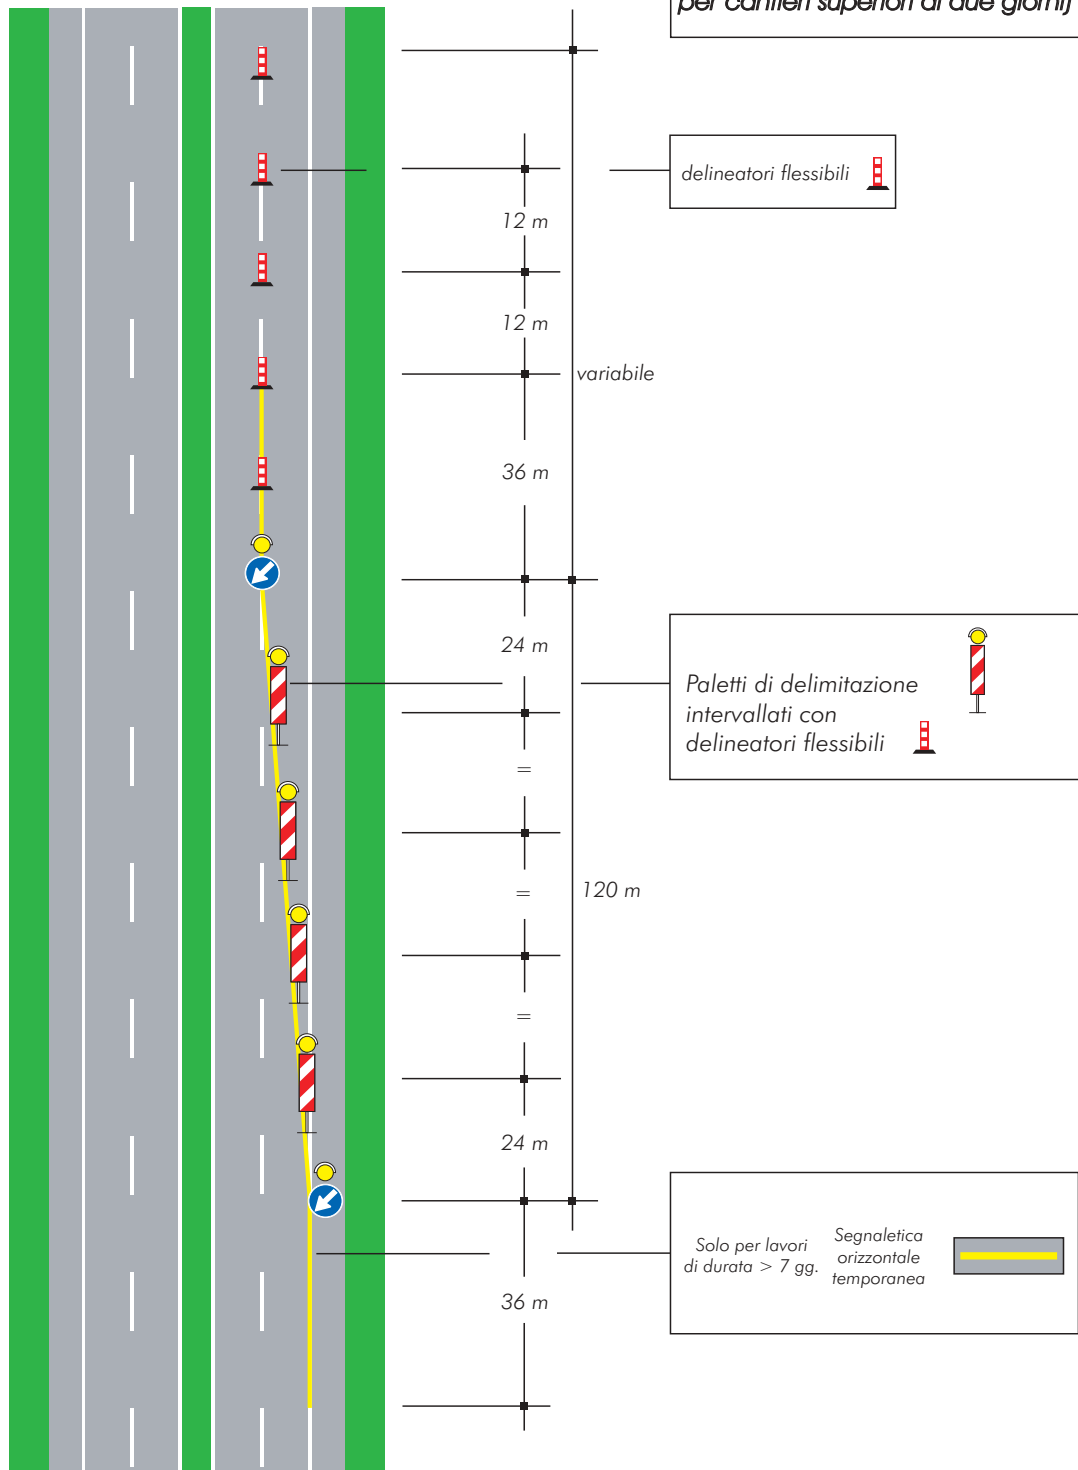 per cantieri superiori ai due giorni)
delineatori flessibili
12 m
12 m
variabile
36 m
24 m
Paletti di delimitazione
intervallati con
delineatori flessibili
=
=
120 m
=
24 m
Solo per lavori
di durata > 7 gg.
Segnaletica
orizzontale
temporanea
36 m